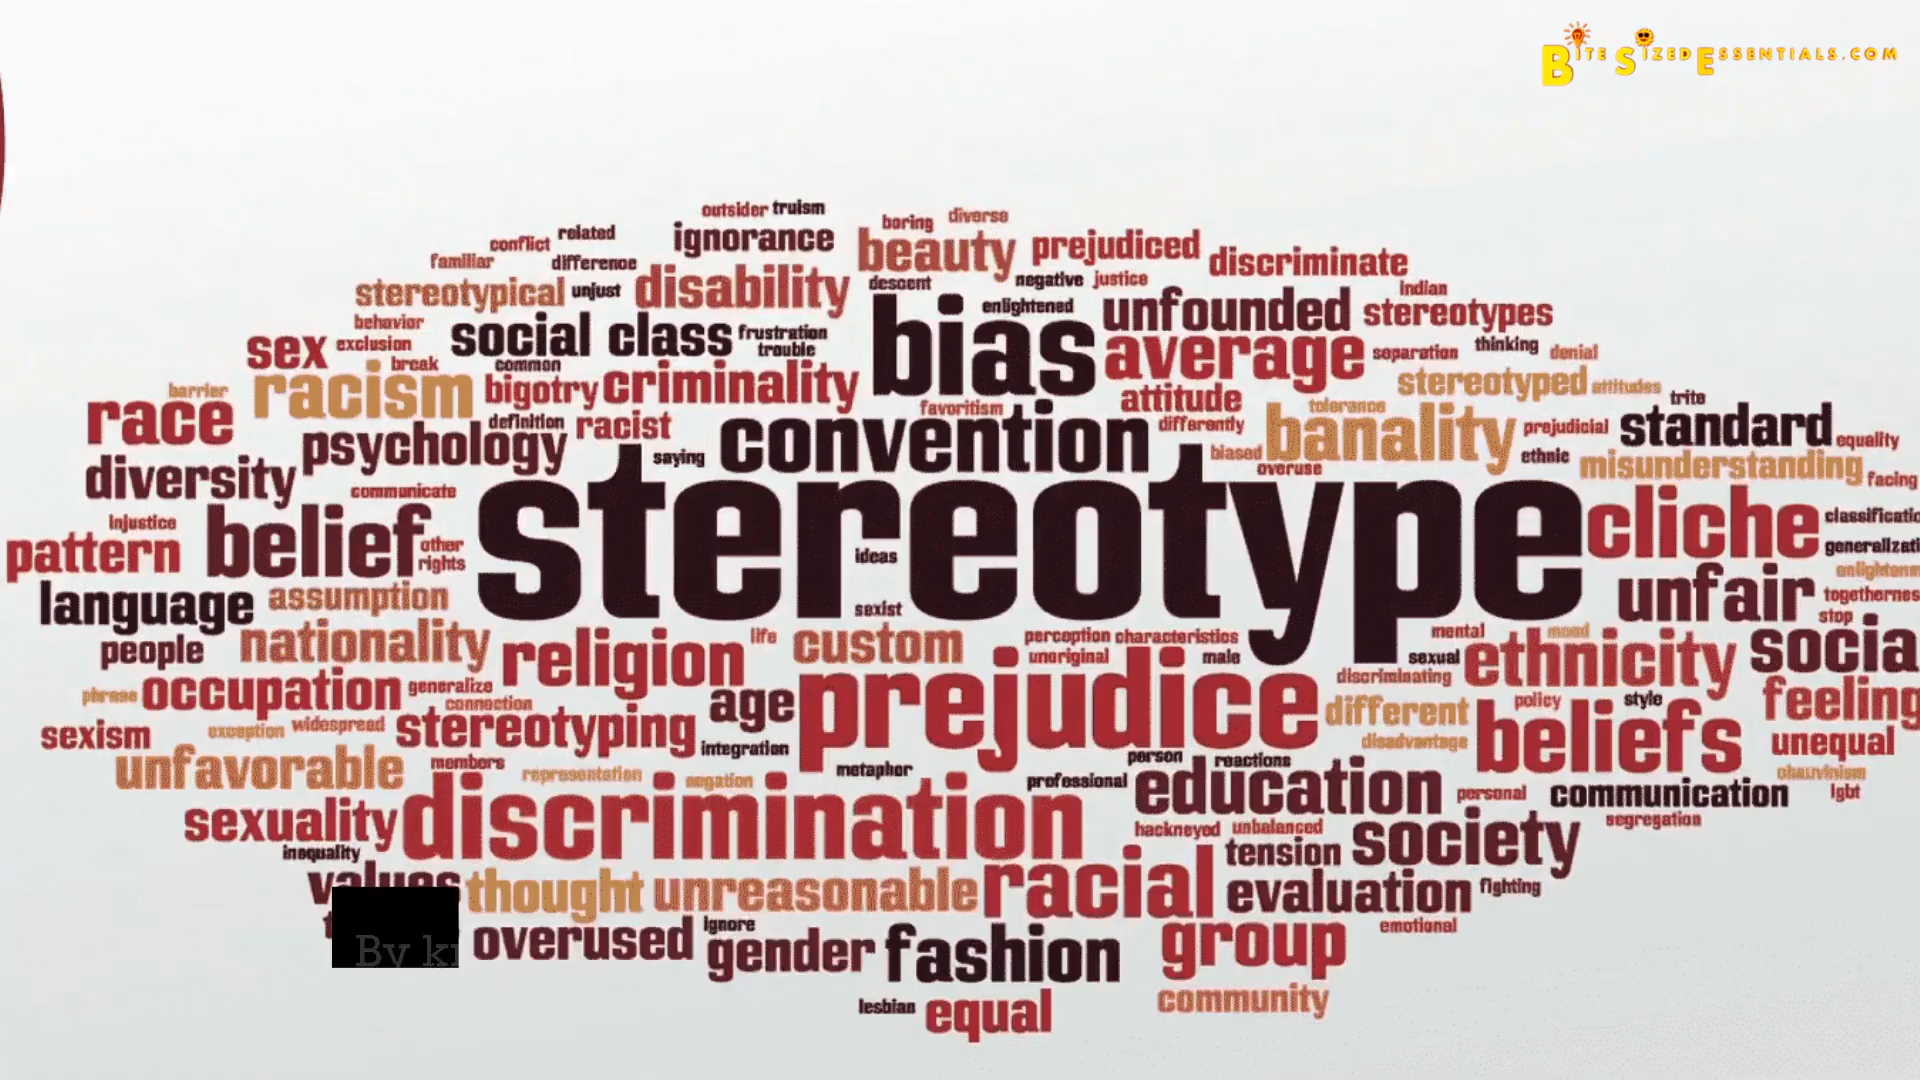 BITE SIZED ESSENTIALS.COM
outsider truism
boring diverse
conflict related ignorance beauty prejudiced discriminate
familiar difference
stereotypical unjust disability descent negative justice
Indian
behavior social class frustration bias enlightened unfounded stereotypes
sex exclusion trouble average separation thinking denial
break common
barrier racism bigotry criminality attitude stereotyped attitudes
race definition racist favoritism convention differently tolerance banality trite
prejudicial standard equality
psychology saying biased overuse ethnic misunderstanding facing
diversity communicate stereotype cliche
injustice belief other rights ideas
pattern
language assumption sexist unfair
stop
people nationality religion life custom perception characteristics mental mood ethnicity
unoriginal male sexual
phrase occupation generalize connection age prejudice discriminating different policy style beliefs
sexism exception widespread stereotyping integration disadvantage unequal
unfavorable members representation negation metaphor person reactions chauvinism
professional education personal communication lgbt
sexuality discrimination hackneyed unbalanced society segregation
inequality tension
values thought unreasonable racial evaluation fighting
By
overused ignore gender fashion group emotional
lesbian equal community